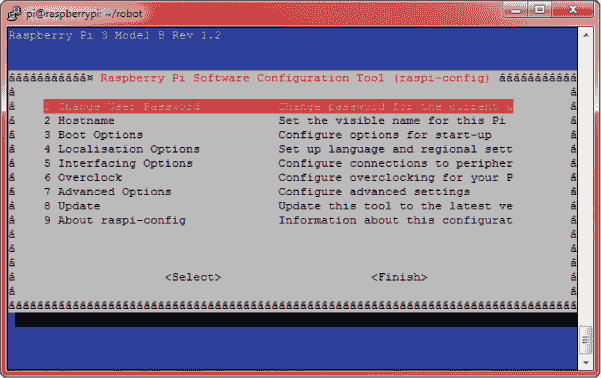 pi@raspberrypi: ~/robot
Raspberry Pi 3 Model B Rev 1.2
Raspberry Pi Software Configuration Tool (raspi-config)
1 Change User Password Change password for the current u
2 Hostname Set the visible name for this Pi
3 Boot Options Configure options for start-up
4 Localisation Options Set up language and regional sett
5 Interfacing Options Configure connections to peripher
6 Overclock Configure overclocking for your P
7 Advanced Options Configure advanced settings
8 Update Update this tool to the latest ve
9 About raspi-config Information about this configurat
<Select> <Finish>